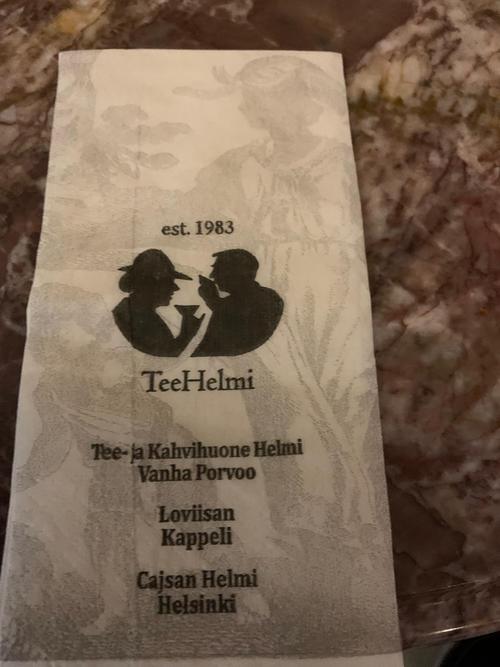 est. 1983
TeeHelmi
Tee- ja Kahvihuone Helmi
Vanha Porvoo
Loviisan
Kappeli
Cajsan Helmi
Helsinki